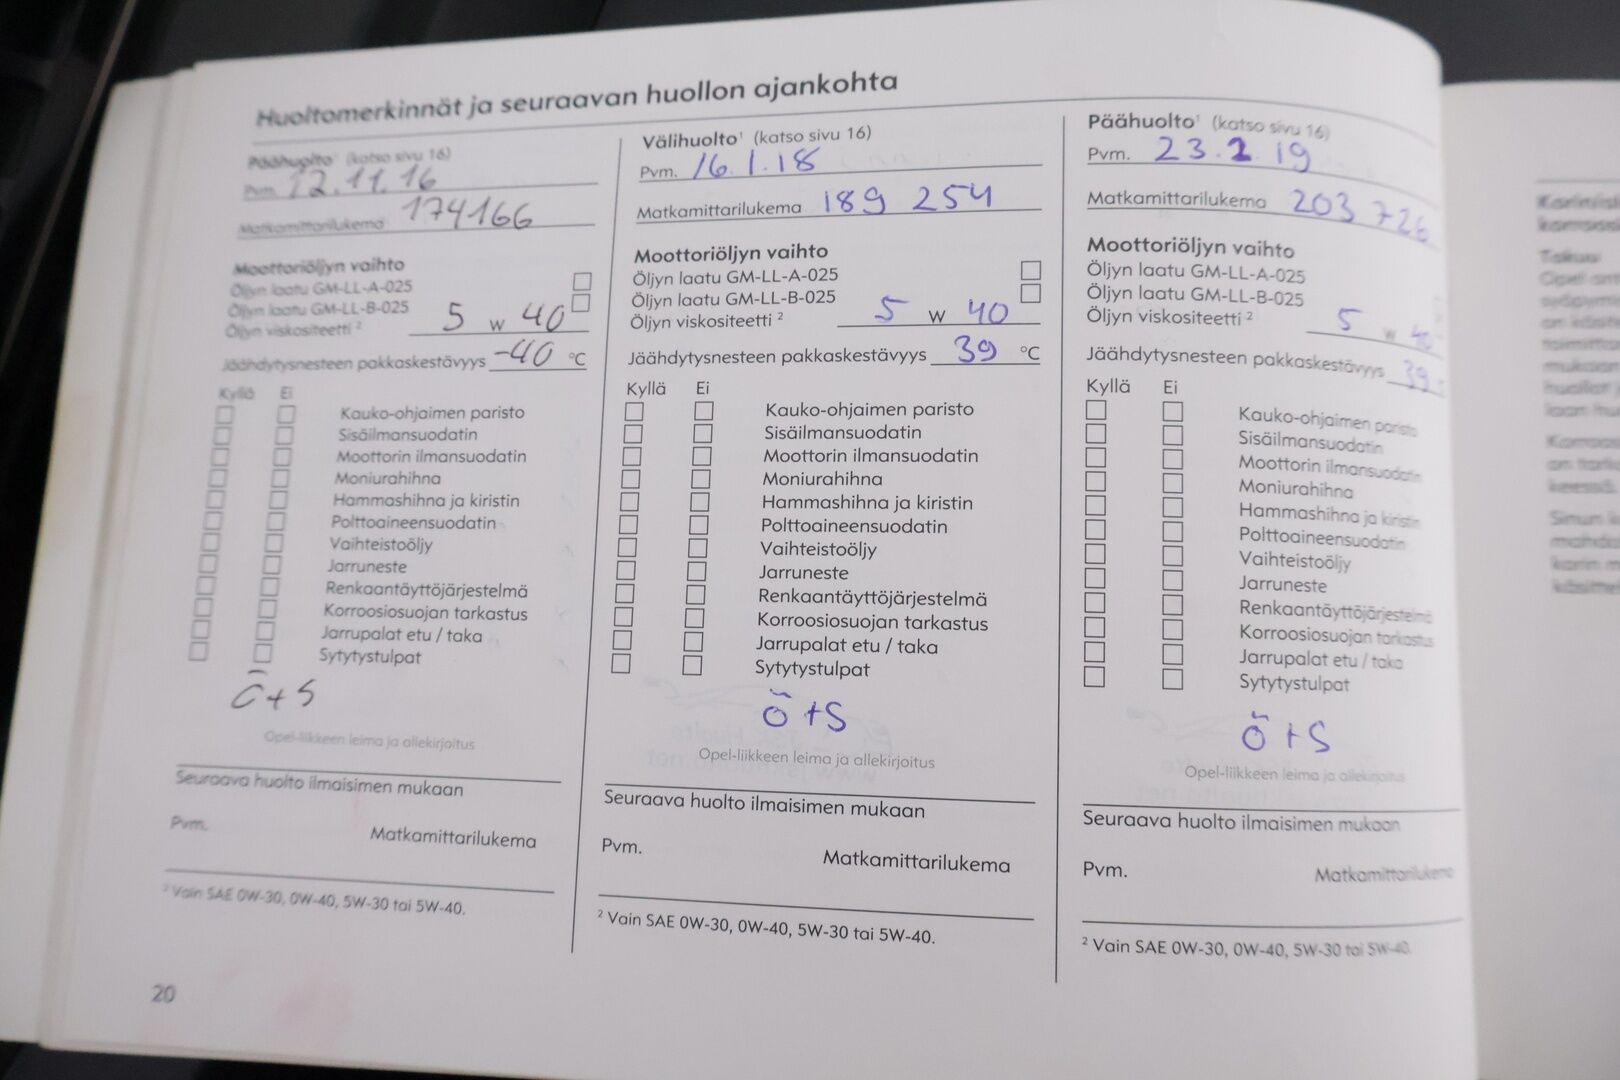 Huoltomerkinnät ja seuraavan huollon ajankohta
Päähuolto¹ (katso sivu 16)
Pvm. 12.11.16
Matkamittarilukema 174166
Moottoriöljyn vaihto
Öljyn laatu GM-LL-A-025
Öljyn laatu GM-LL-B-025
Öljyn viskositeetti ² 5 W 40
Jäähdytysnesteen pakkaskestävyys -40 °C
Kyllä Ei
Kauko-ohjaimen paristo
Sisäilmansuodatin
Moottorin ilmansuodatin
Moniurahihna
Hammashihna ja kiristin
Polttoaineensuodatin
Vaihteistoöljy
Jarruneste
Renkaantäyttöjärjestelmä
Korroosiosuojan tarkastus
Jarrupalat etu / taka
Sytytystulpat
Ö+S
Opel-liikkeen leima ja allekirjoitus
Seuraava huolto ilmaisimen mukaan
Pvm. Matkamittarilukema
² Vain SAE 0W-30, 0W-40, 5W-30 tai 5W-40.
20
Välihuolto¹ (katso sivu 16)
Pvm. 16.1.18
Matkamittarilukema 189 254
Moottoriöljyn vaihto
Öljyn laatu GM-LL-A-025
Öljyn laatu GM-LL-B-025
Öljyn viskositeetti ² 5 W 40
Jäähdytysnesteen pakkaskestävyys 39 °C
Kyllä Ei
Kauko-ohjaimen paristo
Sisäilmansuodatin
Moottorin ilmansuodatin
Moniurahihna
Hammashihna ja kiristin
Polttoaineensuodatin
Vaihteistoöljy
Jarruneste
Renkaantäyttöjärjestelmä
Korroosiosuojan tarkastus
Jarrupalat etu / taka
Sytytystulpat
Ö+S
Opel-liikkeen leima ja allekirjoitus
Seuraava huolto ilmaisimen mukaan
Pvm. Matkamittarilukema
² Vain SAE 0W-30, 0W-40, 5W-30 tai 5W-40.
Päähuolto¹ (katso sivu 16)
Pvm. 23.2.19
Matkamittarilukema 203 726
Moottoriöljyn vaihto
Öljyn laatu GM-LL-A-025
Öljyn laatu GM-LL-B-025
Öljyn viskositeetti ² 5 W 40
Jäähdytysnesteen pakkaskestävyys 39
Kyllä Ei
Kauko-ohjaimen paristo
Sisäilmansuodatin
Moottorin ilmansuodatin
Moniurahihna
Hammashihna ja kiristin
Polttoaineensuodatin
Vaihteistoöljy
Jarruneste
Renkaantäyttöjärjestelmä
Korroosiosuojan tarkastus
Jarrupalat etu / taka
Sytytystulpat
Ö+S
Opel-liikkeen leima ja allekirjoitus
Seuraava huolto ilmaisimen mukaan
Pvm. Matkamittarilukema
² Vain SAE 0W-30, 0W-40, 5W-30 tai 5W-40.